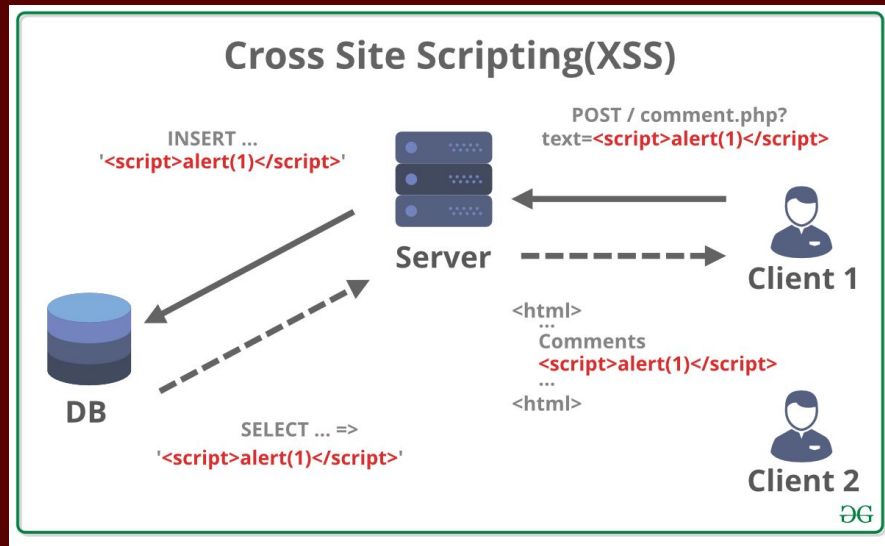 Cross Site Scripting(XSS)
INSERT ...
'<script>alert(1)</script>'
POST / comment.php?
text=<script>alert(1)</script>
Server
Client 1
<html>
...
Comments
<script>alert(1)</script>
...
<html>
DB
SELECT ... =>
'<script>alert(1)</script>'
Client 2